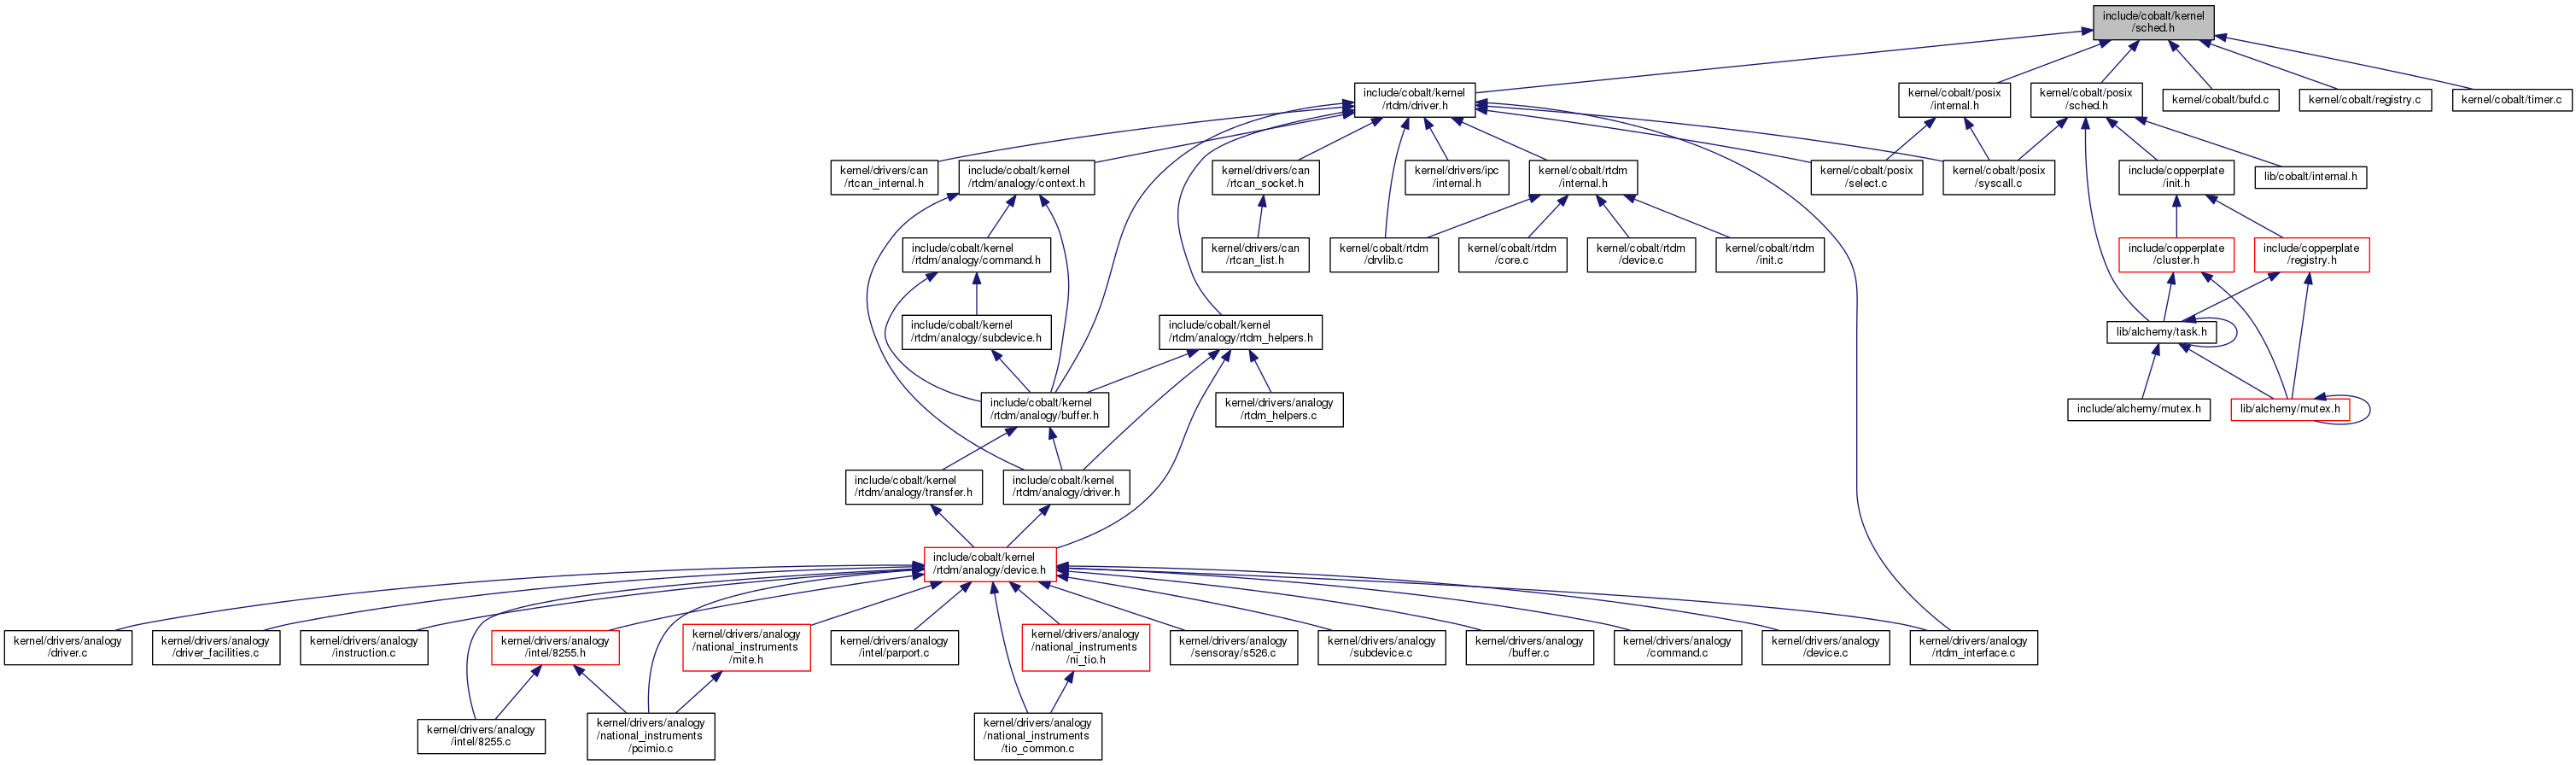 include/cobalt/kernel
/sched.h
include/cobalt/kernel
/rtdm/driver.h
kernel/cobalt/posix
/internal.h
kernel/cobalt/posix
/sched.h
kernel/cobalt/bufd.c
kernel/cobalt/registry.c
kernel/cobalt/timer.c
kernel/drivers/can
/rtcan_internal.h
include/cobalt/kernel
/rtdm/analogy/context.h
kernel/drivers/can
/rtcan_socket.h
kernel/drivers/ipc
/internal.h
kernel/cobalt/rtdm
/internal.h
kernel/cobalt/posix
/select.c
kernel/cobalt/posix
/syscall.c
include/copperplate
/init.h
lib/cobalt/internal.h
include/cobalt/kernel
/rtdm/analogy/command.h
kernel/drivers/can
/rtcan_list.h
kernel/cobalt/rtdm
/drvlib.c
kernel/cobalt/rtdm
/core.c
kernel/cobalt/rtdm
/device.c
kernel/cobalt/rtdm
/init.c
include/copperplate
/cluster.h
include/copperplate
/registry.h
include/cobalt/kernel
/rtdm/analogy/subdevice.h
include/cobalt/kernel
/rtdm/analogy/rtdm_helpers.h
lib/alchemy/task.h
include/cobalt/kernel
/rtdm/analogy/buffer.h
kernel/drivers/analogy
/rtdm_helpers.c
include/alchemy/mutex.h
lib/alchemy/mutex.h
include/cobalt/kernel
/rtdm/analogy/transfer.h
include/cobalt/kernel
/rtdm/analogy/driver.h
include/cobalt/kernel
/rtdm/analogy/device.h
kernel/drivers/analogy
/driver.c
kernel/drivers/analogy
/driver_facilities.c
kernel/drivers/analogy
/instruction.c
kernel/drivers/analogy
/intel/8255.h
kernel/drivers/analogy
/national_instruments
/mite.h
kernel/drivers/analogy
/intel/parport.c
kernel/drivers/analogy
/national_instruments
/ni_tio.h
kernel/drivers/analogy
/sensoray/s526.c
kernel/drivers/analogy
/subdevice.c
kernel/drivers/analogy
/buffer.c
kernel/drivers/analogy
/command.c
kernel/drivers/analogy
/device.c
kernel/drivers/analogy
/rtdm_interface.c
kernel/drivers/analogy
/intel/8255.c
kernel/drivers/analogy
/national_instruments
/pcimio.c
kernel/drivers/analogy
/national_instruments
/tio_common.c